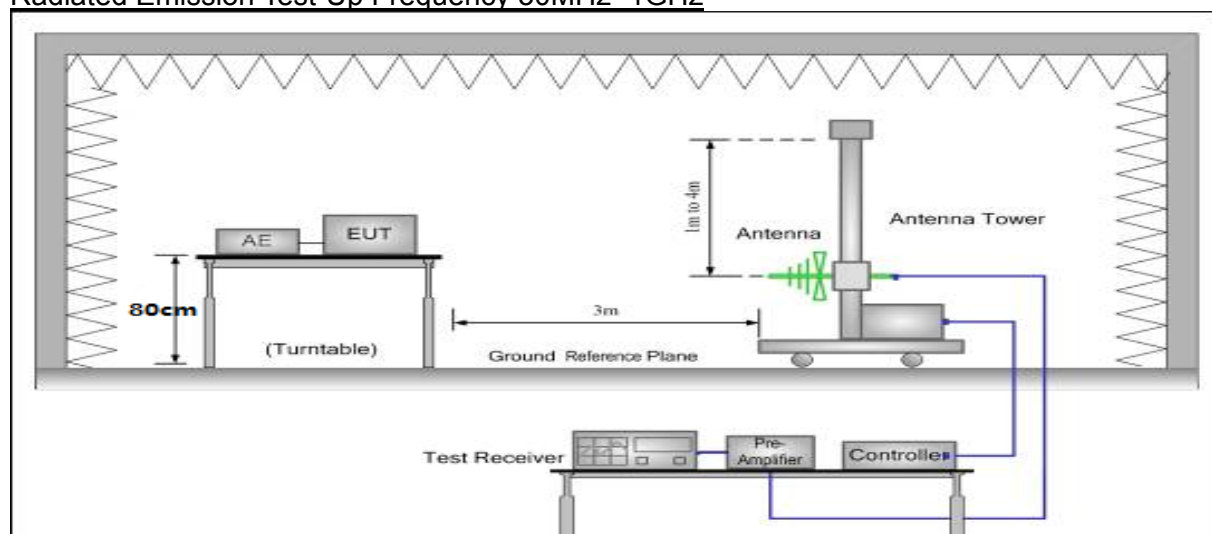 Radiated Emission Test-Up Frequency 30MHz~1GHz
1m to 4m
Antenna Tower
Antenna
AE
EUT
80cm
3m
(Turntable)
Ground Reference Plane
Test Receiver
Pre-
Amplifier
Controller